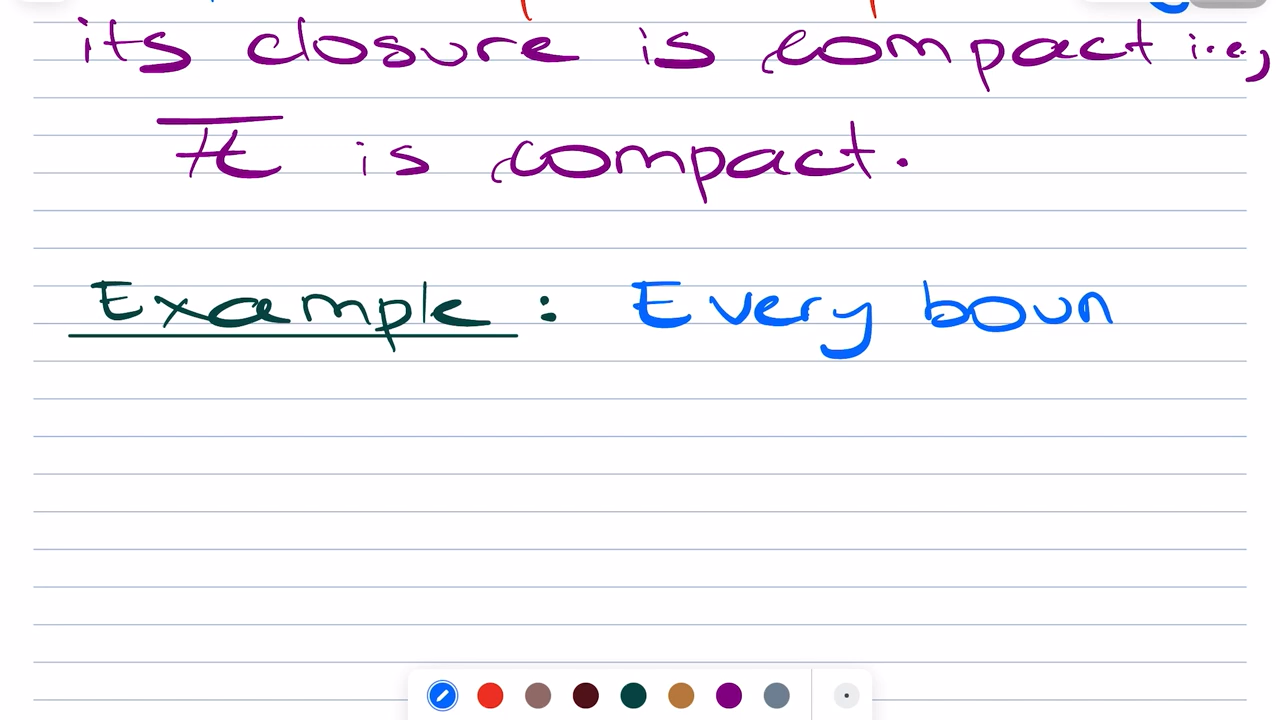 its closure is compact i.e.,
is compact.
Example : Every boun